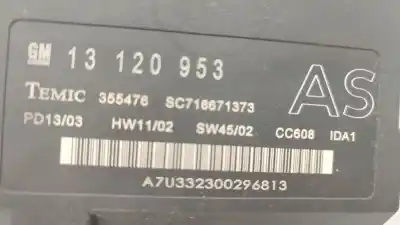 GM 13 120 953
AS
TEMIC 355476 SC718671373
PD13/03 HW11/02 SW45/02 CC608 IDA1
A7U332300296813